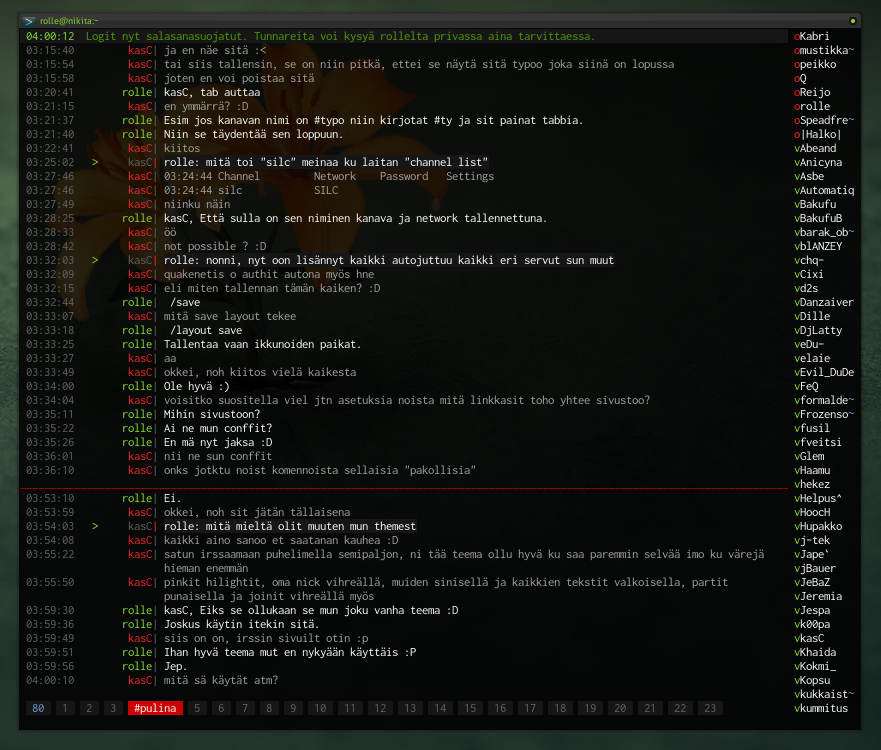 rolle@nikita:~
04:00:12 Logit nyt salasanasuojatut. Tunnareita voi kysyä rollelta privassa aina tarvittaessa.
03:15:40 kasC| ja en näe sitä :<
03:15:54 kasC| tai siis tallensin, se on niin pitkä, ettei se näytä sitä typoo joka siinä on lopussa
03:15:58 kasC| joten en voi poistaa sitä
03:20:41 rolle| kasC, tab auttaa
03:21:15 kasC| en ymmärrä? :D
03:21:37 rolle| Esim jos kanavan nimi on #typo niin kirjotat #ty ja sit painat tabbia.
03:21:40 rolle| Niin se täydentää sen loppuun.
03:22:41 kasC| kiitos
03:25:02 > kasC| rolle: mitä toi "silc" meinaa ku laitan "channel list"
03:27:46 kasC| 03:24:44 Channel Network Password Settings
03:27:46 kasC| 03:24:44 silc SILC
03:27:49 kasC| niinku näin
03:28:25 rolle| kasC, Että sulla on sen niminen kanava ja network tallennettuna.
03:28:33 kasC| öö
03:28:42 kasC| not possible ? :D
03:32:03 > kasC| rolle: nonni, nyt oon lisännyt kaikki autojuttuu kaikki eri servut sun muut
03:32:09 kasC| quakenetis o authit autona myös hne
03:32:15 kasC| eli miten tallennan tämän kaiken? :D
03:32:44 rolle| /save
03:33:07 kasC| mitä save layout tekee
03:33:18 rolle| /layout save
03:33:25 rolle| Tallentaa vaan ikkunoiden paikat.
03:33:27 kasC| aa
03:33:49 kasC| okkei, noh kiitos vielä kaikesta
03:34:00 rolle| Ole hyvä :)
03:34:04 kasC| voisitko suositella viel jtn asetuksia noista mitä linkkasit toho yhtee sivustoo?
03:35:11 rolle| Mihin sivustoon?
03:35:22 rolle| Ai ne mun conffit?
03:35:26 rolle| En mä nyt jaksa :D
03:36:01 kasC| nii ne sun conffit
03:36:10 kasC| onks jotktu noist komennoista sellaisia "pakollisia"
03:53:10 rolle| Ei.
03:53:59 kasC| okkei, noh sit jätän tällaisena
03:54:03 > kasC| rolle: mitä mieltä olit muuten mun themest
03:54:08 kasC| kaikki aino sanoo et saatanan kauhea :D
03:55:22 kasC| satun irssaamaan puhelimella semipaljon, ni tää teema ollu hyvä ku saa paremmin selvää imo ku värejä
hieman enemmän
03:55:50 kasC| pinkit hilightit, oma nick vihreällä, muiden sinisellä ja kaikkien tekstit valkoisella, partit
punaisella ja joinit vihreällä myös
03:59:30 rolle| kasC, Eiks se ollukaan se mun joku vanha teema :D
03:59:36 rolle| Joskus käytin itekin sitä.
03:59:49 kasC| siis on on, irssin sivuilt otin :p
03:59:51 rolle| Ihan hyvä teema mut en nykyään käyttäis :P
03:59:56 rolle| Jep.
04:00:10 kasC| mitä sä käytät atm?
80 1 2 3 #pulina 5 6 7 8 9 10 11 12 13 14 15 16 17 18 19 20 21 22 23
oKabri
omustikka~
opeikko
oQ
oReijo
orolle
oSpeadfre~
o|Halko|
vAbeand
vAnicyna
vAsbe
vAutomatiq
vBakufu
vBakufuB
vbarak_ob~
vblANZEY
vchq-
vCixi
vd2s
vDanzaiver
vDille
vDjLatty
veDu-
velaie
vEvil_DuDe
vFeQ
vformalde~
vFrozenso~
vfusil
vfveitsi
vGlem
vHaamu
vhekez
vHelpus^
vHoocH
vHupakko
vj-tek
vJape`
vjBauer
vJeBaZ
vJeremia
vJespa
vk00pa
vkasC
vKhaida
vKokmi_
vKopsu
vkukkaist~
vkummitus